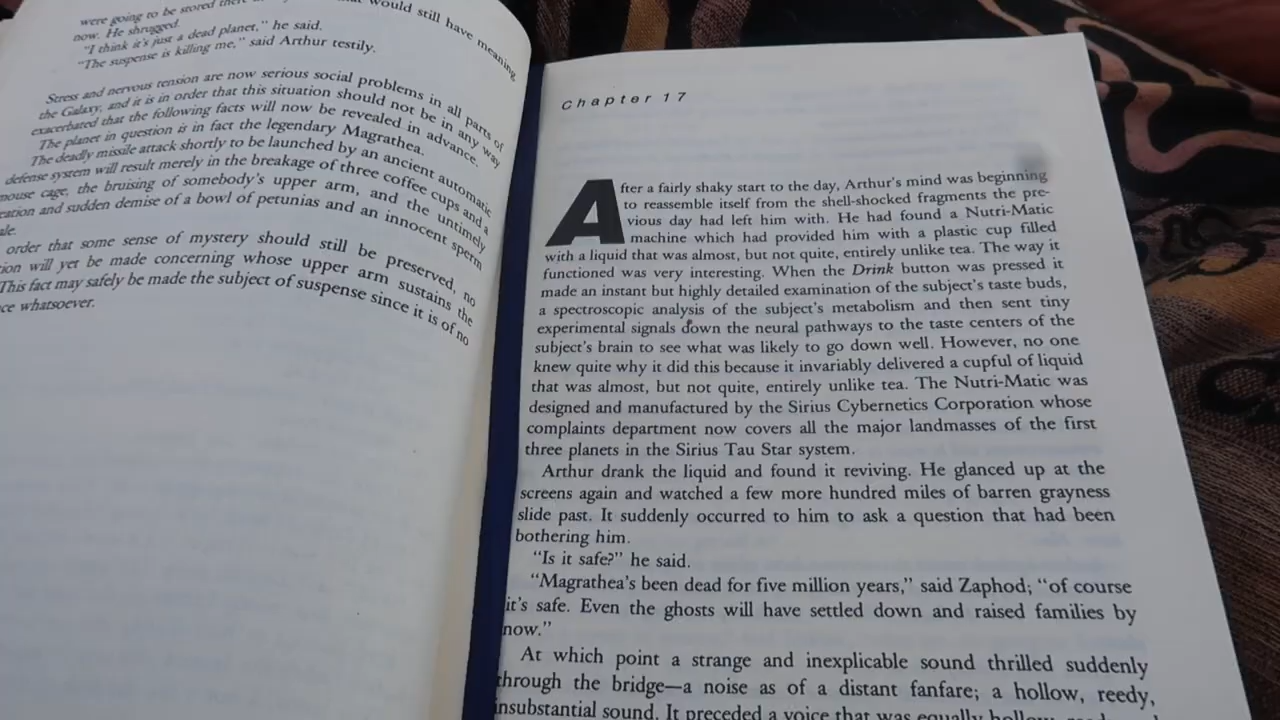 were going to be stored there
would still have meaning
now. He shrugged.
"I think it's just a dead planet," he said.
"The suspense is killing me," said Arthur testily.
Stress and nervous tension are now serious social problems in all parts of
the Galaxy, and it is in order that this situation should not be in any way
exacerbated that the following facts will now be revealed in advance.
The planet in question is in fact the legendary Magrathea.
The deadly missile attack shortly to be launched by an ancient automatic
defense system will result merely in the breakage of three coffee cups and a
mouse cage, the bruising of somebody's upper arm, and the untimely
eation and sudden demise of a bowl of petunias and an innocent sperm
ale.
order that some sense of mystery should still be preserved, no
ion will yet be made concerning whose upper arm sustains the
This fact may safely be made the subject of suspense since it is of no
ce whatsoever.
Chapter 17
After a fairly shaky start to the day, Arthur's mind was beginning
to reassemble itself from the shell-shocked fragments the pre-
vious day had left him with. He had found a Nutri-Matic
machine which had provided him with a plastic cup filled
with a liquid that was almost, but not quite, entirely unlike tea. The way it
functioned was very interesting. When the Drink button was pressed it
made an instant but highly detailed examination of the subject's taste buds,
a spectroscopic analysis of the subject's metabolism and then sent tiny
experimental signals down the neural pathways to the taste centers of the
subject's brain to see what was likely to go down well. However, no one
knew quite why it did this because it invariably delivered a cupful of liquid
that was almost, but not quite, entirely unlike tea. The Nutri-Matic was
designed and manufactured by the Sirius Cybernetics Corporation whose
complaints department now covers all the major landmasses of the first
three planets in the Sirius Tau Star system.
Arthur drank the liquid and found it reviving. He glanced up at the
screens again and watched a few more hundred miles of barren grayness
slide past. It suddenly occurred to him to ask a question that had been
bothering him.
"Is it safe?" he said.
"Magrathea's been dead for five million years," said Zaphod; "of course
it's safe. Even the ghosts will have settled down and raised families by
now."
At which point a strange and inexplicable sound thrilled suddenly
through the bridge—a noise as of a distant fanfare; a hollow, reedy,
insubstantial sound. It preceded a voice that was equally hollow,